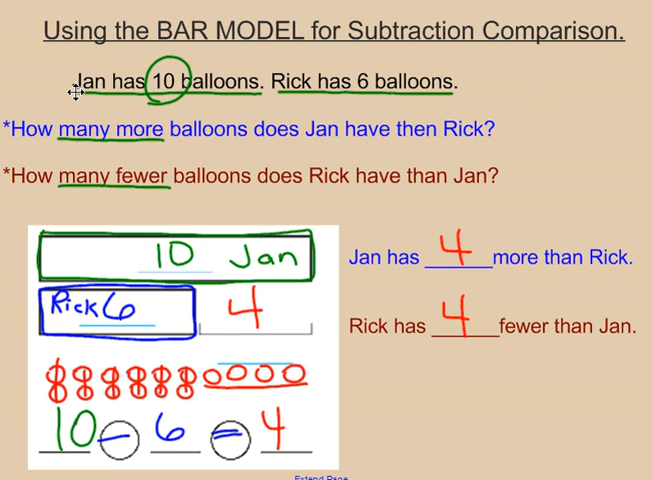 Using the BAR MODEL for Subtraction Comparison.
Jan has 10 balloons. Rick has 6 balloons.
*How many more balloons does Jan have then Rick?
*How many fewer balloons does Rick have than Jan?
10 Jan
Rick 6 4
10 - 6 = 4
Jan has 4 more than Rick.
Rick has 4 fewer than Jan.
Extend Page